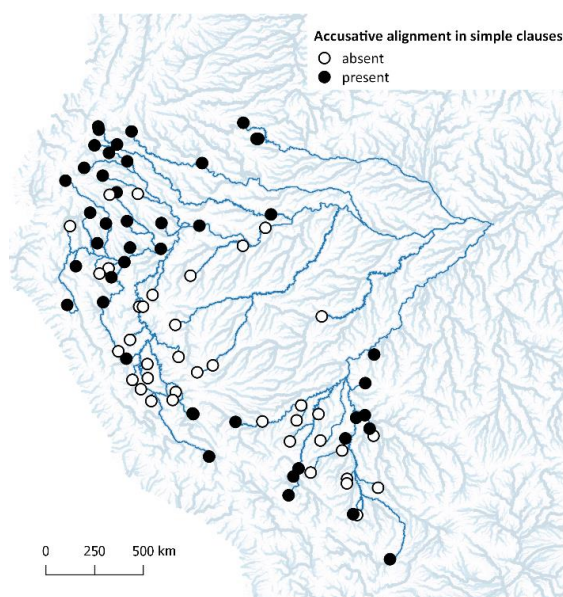 Accusative alignment in simple clauses
absent
present
0 250 500 km